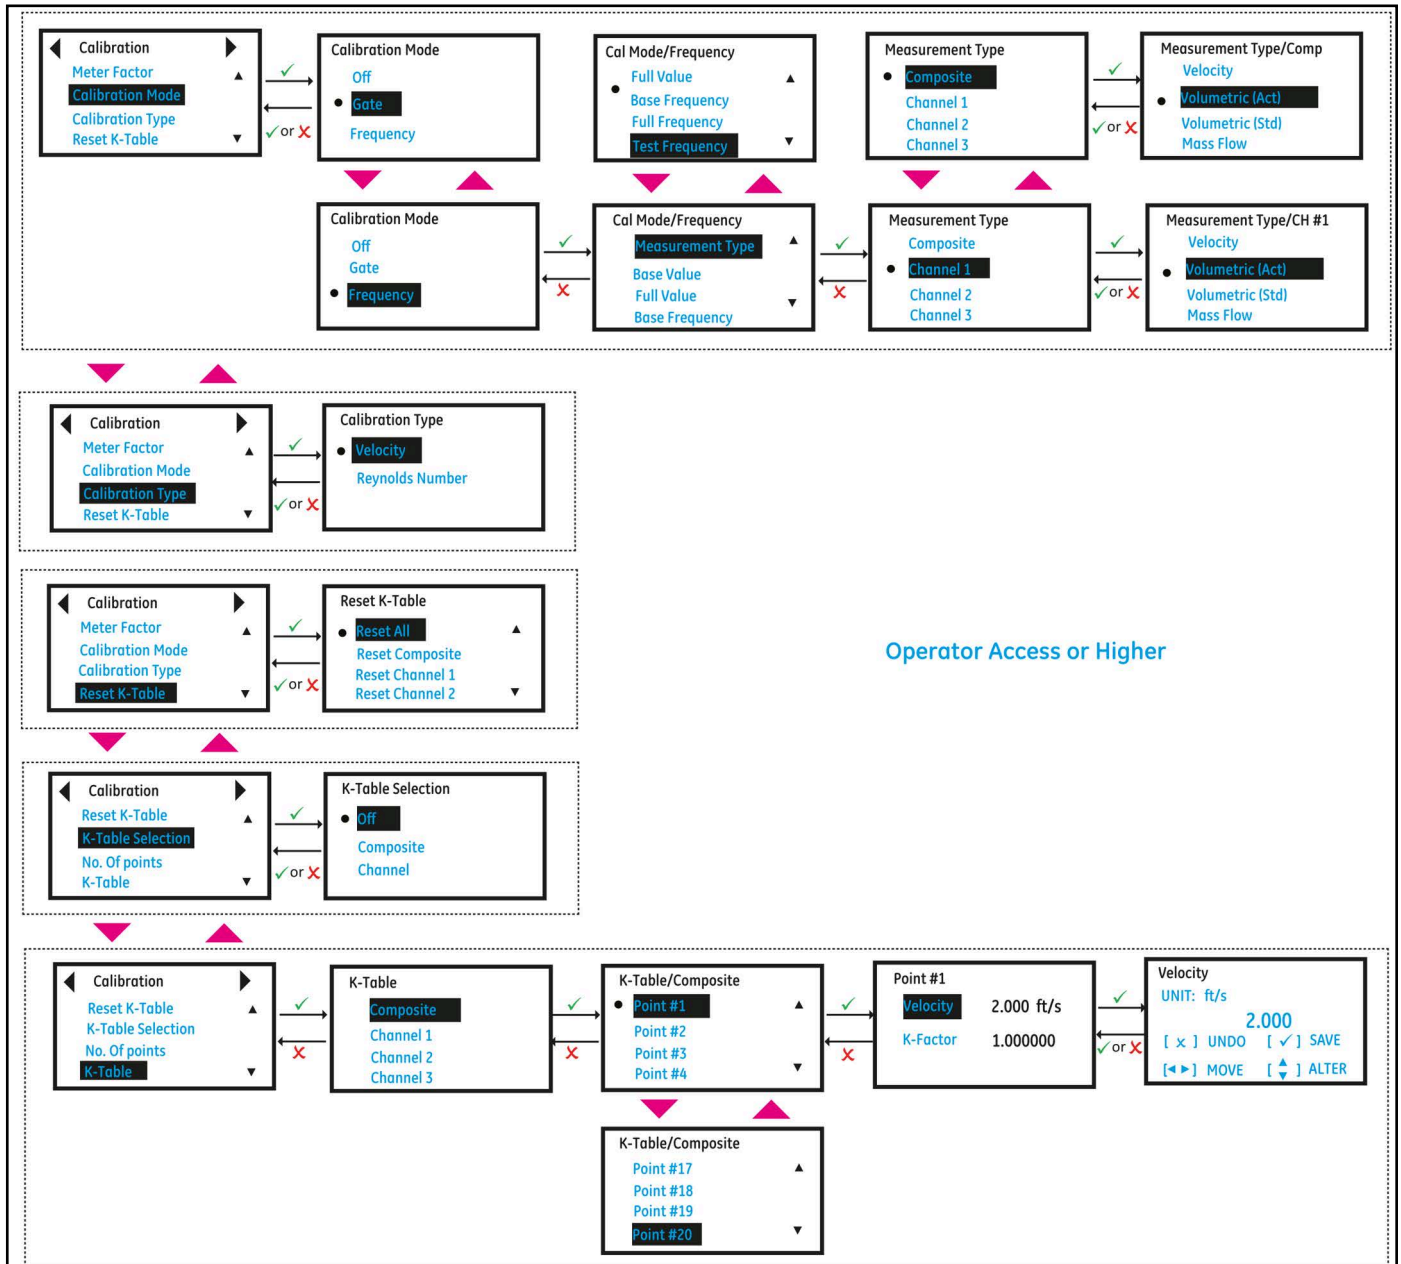 Calibration
Meter Factor
Calibration Mode
Calibration Type
Reset K-Table
✓
✓ or ✗
Calibration Mode
Off
Gate
Frequency
Cal Mode/Frequency
Full Value
Base Frequency
Full Frequency
Test Frequency
Measurement Type
Composite
Channel 1
Channel 2
Channel 3
✓
✓ or ✗
Measurement Type/Comp
Velocity
Volumetric (Act)
Volumetric (Std)
Mass Flow
Calibration Mode
Off
Gate
Frequency
✓
✗
Cal Mode/Frequency
Measurement Type
Base Value
Full Value
Base Frequency
✓
✗
Measurement Type
Composite
Channel 1
Channel 2
Channel 3
✓
✓ or ✗
Measurement Type/CH #1
Velocity
Volumetric (Act)
Volumetric (Std)
Mass Flow
Calibration
Meter Factor
Calibration Mode
Calibration Type
Reset K-Table
✓
✓ or ✗
Calibration Type
Velocity
Reynolds Number
Calibration
Meter Factor
Calibration Mode
Calibration Type
Reset K-Table
✓
✓ or ✗
Reset K-Table
Reset All
Reset Composite
Reset Channel 1
Reset Channel 2
Operator Access or Higher
Calibration
Reset K-Table
K-Table Selection
No. Of points
K-Table
✓
✓ or ✗
K-Table Selection
Off
Composite
Channel
Calibration
Reset K-Table
K-Table Selection
No. Of points
K-Table
✓
✗
K-Table
Composite
Channel 1
Channel 2
Channel 3
✓
✗
K-Table/Composite
Point #1
Point #2
Point #3
Point #4
✓
✗
Point #1
Velocity 2.000 ft/s
K-Factor 1.000000
✓
✓ or ✗
Velocity
UNIT: ft/s
2.000
[ x ] UNDO [ ✓ ] SAVE
[◄ ►] MOVE [ ▲▼ ] ALTER
K-Table/Composite
Point #17
Point #18
Point #19
Point #20